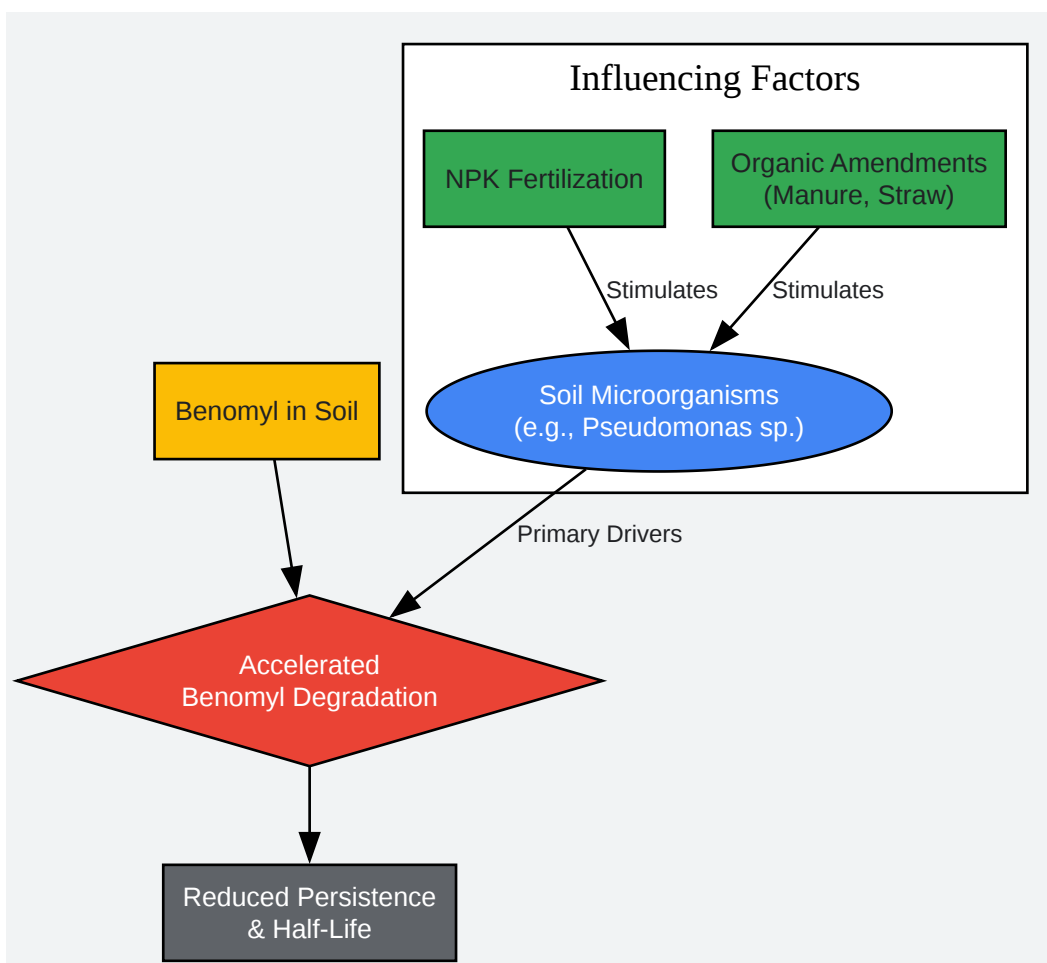 Influencing Factors
NPK Fertilization
Organic Amendments
(Manure, Straw)
Stimulates
Stimulates
Benomyl in Soil
Soil Microorganisms
(e.g., Pseudomonas sp.)
Primary Drivers
Accelerated
Benomyl Degradation
Reduced Persistence
& Half-Life